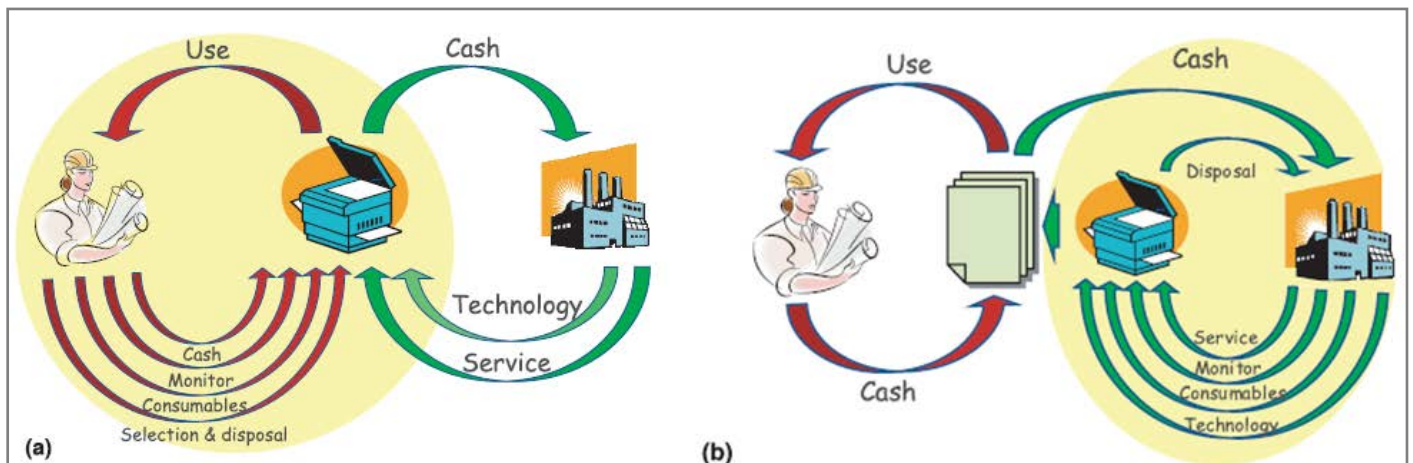 Use
Cash
Technology
Service
Cash
Monitor
Consumables
Selection & disposal
(a)
Use
Cash
Disposal
Service
Monitor
Consumables
Technology
Cash
(b)